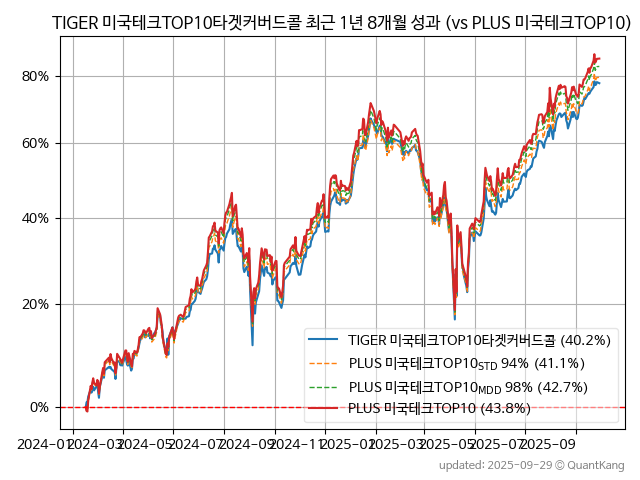 TIGER 미국테크TOP10타겟커버드콜 최근 1년 8개월 성과 (vs PLUS 미국테크TOP10)
80%
60%
40%
20%
0%
TIGER 미국테크TOP10타겟커버드콜 (40.2%)
PLUS 미국테크TOP10STD 94% (41.1%)
PLUS 미국테크TOP10MDD 98% (42.7%)
PLUS 미국테크TOP10 (43.8%)
2024-01 2024-03 2024-05 2024-07 2024-09 2024-11 2025-01 2025-03 2025-05 2025-07 2025-09
updated: 2025-09-29 © QuantKang